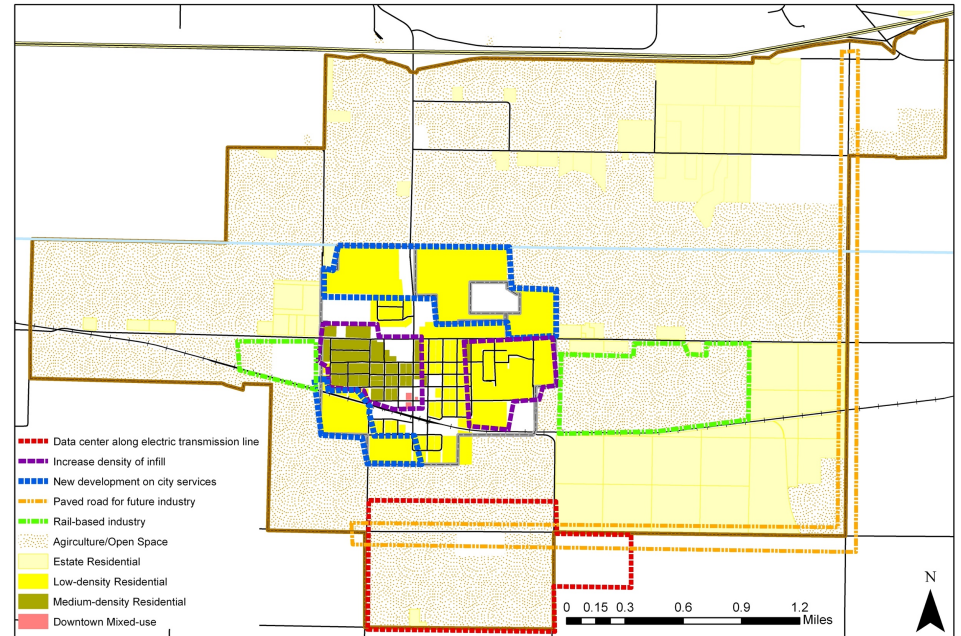 Data center along electric transmission line
Increase density of infill
New development on city services
Paved road for future industry
Rail-based industry
Agirculture/Open Space
Estate Residential
Low-density Residential
Medium-density Residential
Downtown Mixed-use
N
0 0.15 0.3 0.6 0.9 1.2
Miles